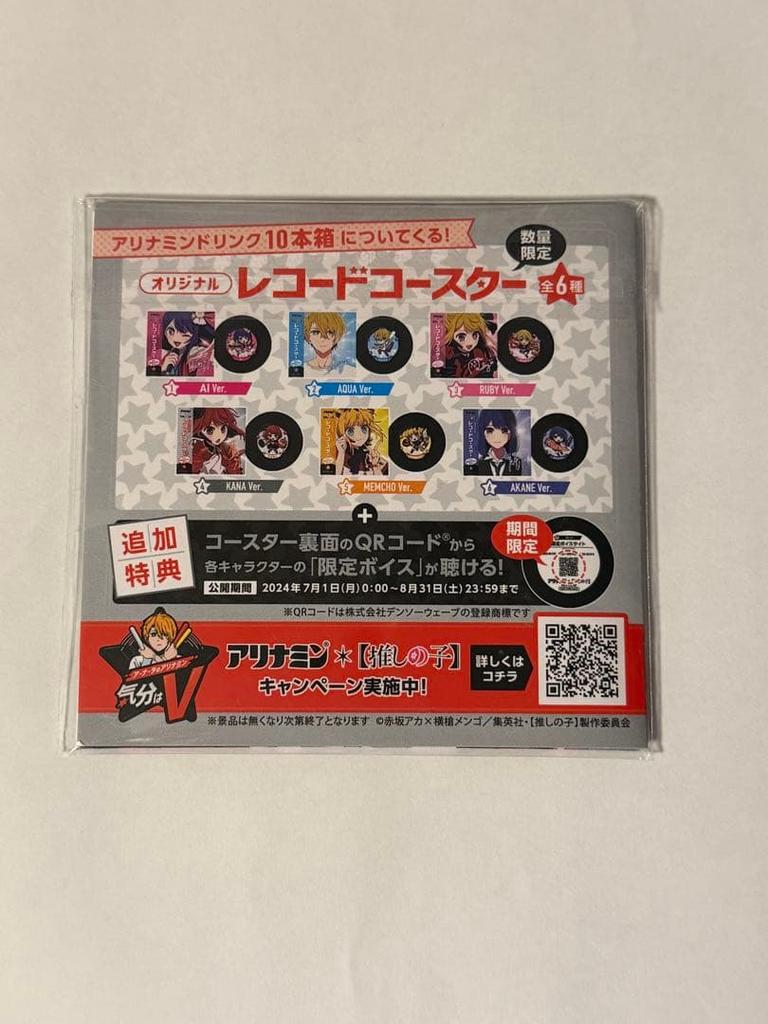 アリナミンドリンク10本箱についてくる!
数量
限定
オリジナル レコードコースター 全6種
1 AI Ver.
2 AQUA Ver.
3 RUBY Ver.
4 KANA Ver.
5 MEMCHO Ver.
6 AKANE Ver.
+
追加
特典
コースター裏面のQRコード®から
各キャラクターの「限定ボイス」が聴ける!
公開期間 2024年7月1日(月)0:00~8月31日(土)23:59まで
期間
限定
※QRコードは株式会社デンソーウェーブの登録商標です
気分はV
アリナミン*【推しの子】
キャンペーン実施中!
詳しくは
コチラ
※景品は無くなり次第終了となります ©赤坂アカ×横槍メンゴ/集英社・【推しの子】製作委員会